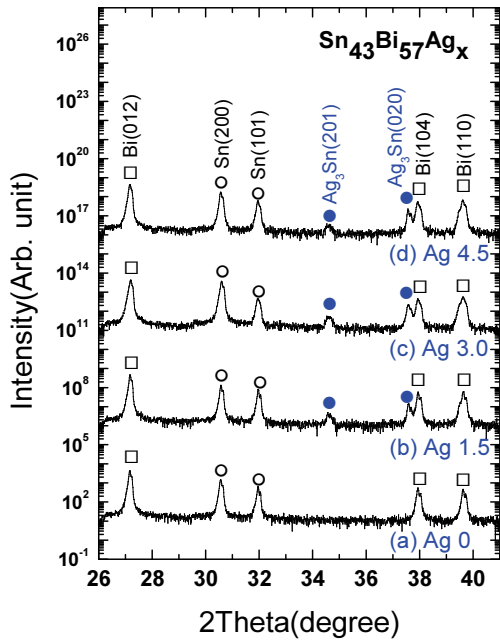 Sn43Bi57Agx
Bi(012)
Sn(200)
Sn(101)
Ag3Sn(201)
Ag3Sn(020)
Bi(104)
Bi(110)
(d) Ag 4.5
(c) Ag 3.0
(b) Ag 1.5
(a) Ag 0
Intensity(Arb. unit)
10^26
10^23
10^20
10^17
10^14
10^11
10^8
10^5
10^2
10^-1
26 28 30 32 34 36 38 40
2Theta(degree)